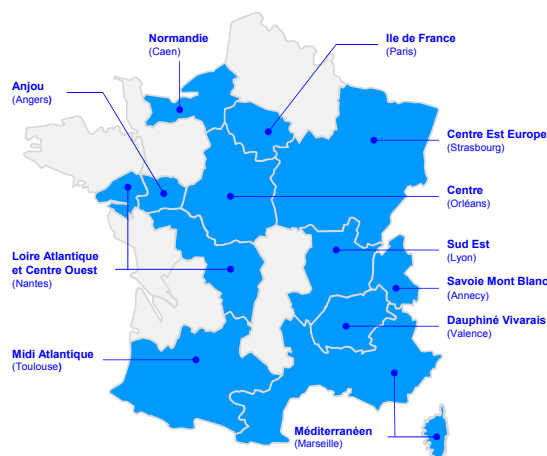 Normandie
(Caen)
Ile de France
(Paris)
Anjou
(Angers)
Centre Est Europe
(Strasbourg)
Centre
(Orléans)
Loire Atlantique
et Centre Ouest
(Nantes)
Sud Est
(Lyon)
Savoie Mont Blanc
(Annecy)
Dauphiné Vivarais
(Valence)
Midi Atlantique
(Toulouse)
Méditerranéen
(Marseille)